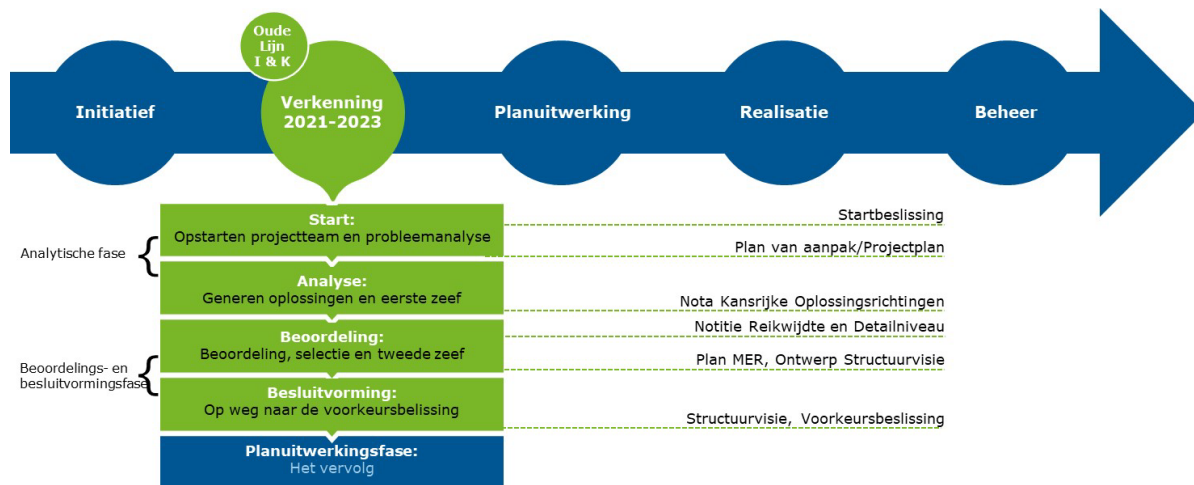 Oude
Lijn
I & K
Initiatief
Verkenning
2021-2023
Planuitwerking
Realisatie
Beheer
Start:
Opstarten projectteam en probleemanalyse
Startbeslissing
Analytische fase
Plan van aanpak/Projectplan
Analyse:
Generen oplossingen en eerste zeef
Nota Kansrijke Oplossingsrichtingen
Beoordeling:
Beoordeling, selectie en tweede zeef
Notitie Reikwijdte en Detailniveau
Beoordelings- en
besluitvormingsfase
Plan MER, Ontwerp Structuurvisie
Besluitvorming:
Op weg naar de voorkeursbelissing
Structuurvisie, Voorkeursbeslissing
Planuitwerkingsfase:
Het vervolg